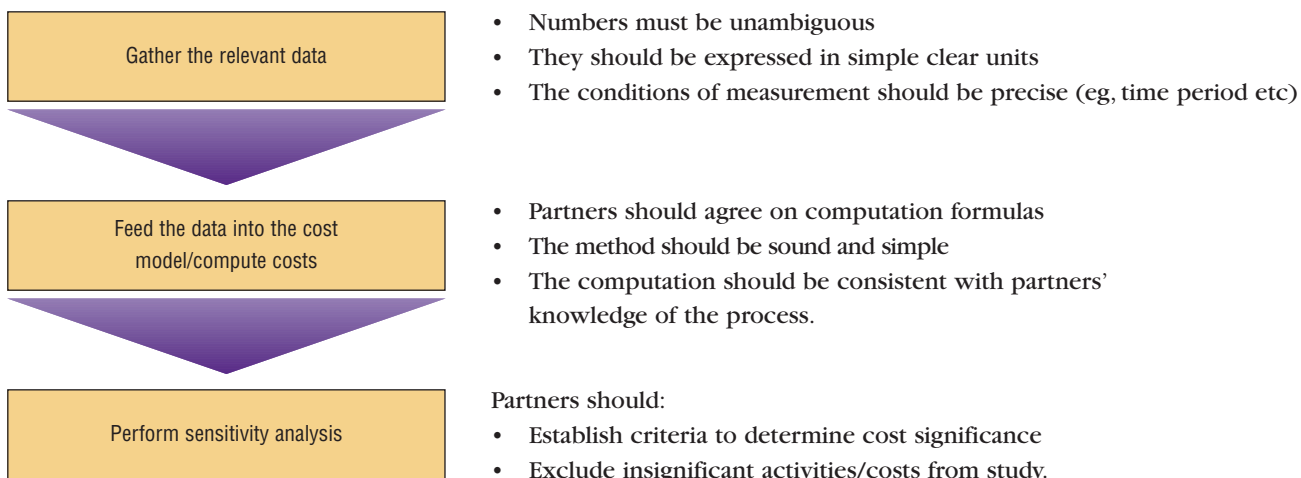 Gather the relevant data
• Numbers must be unambiguous
• They should be expressed in simple clear units
• The conditions of measurement should be precise (eg, time period etc)
Feed the data into the cost
model/compute costs
• Partners should agree on computation formulas
• The method should be sound and simple
• The computation should be consistent with partners’
knowledge of the process.
Perform sensitivity analysis
Partners should:
• Establish criteria to determine cost significance
• Exclude insignificant activities/costs from study.